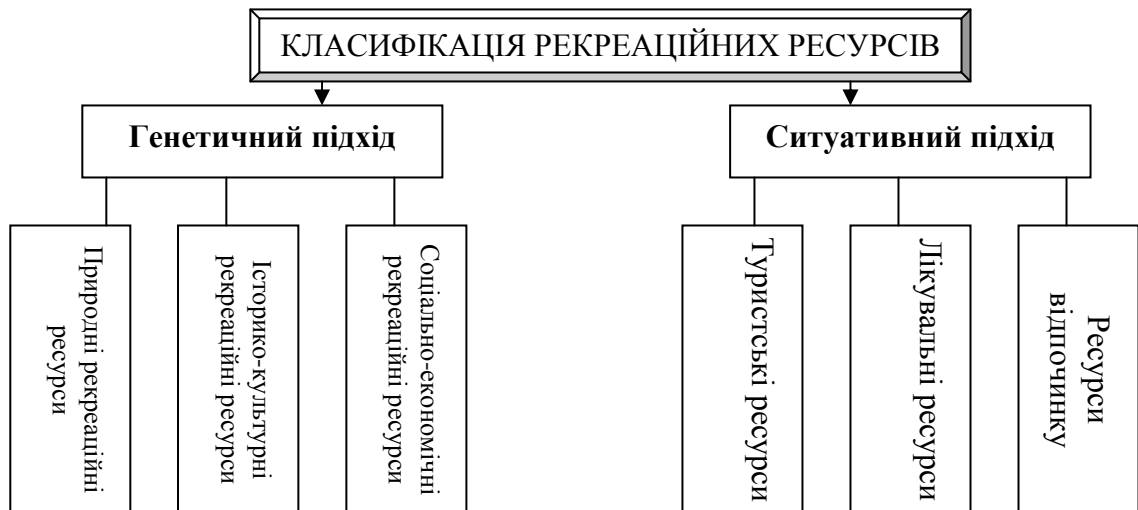 КЛАСИФІКАЦІЯ РЕКРЕАЦІЙНИХ РЕСУРСІВ
Генетичний підхід
Ситуативний підхід
Природні рекреаційні
ресурси
Історико-культурні
рекреаційні ресурси
Соціально-економічні
рекреаційні ресурси
Туристські ресурси
Лікувальні ресурси
Ресурси
відпочинку